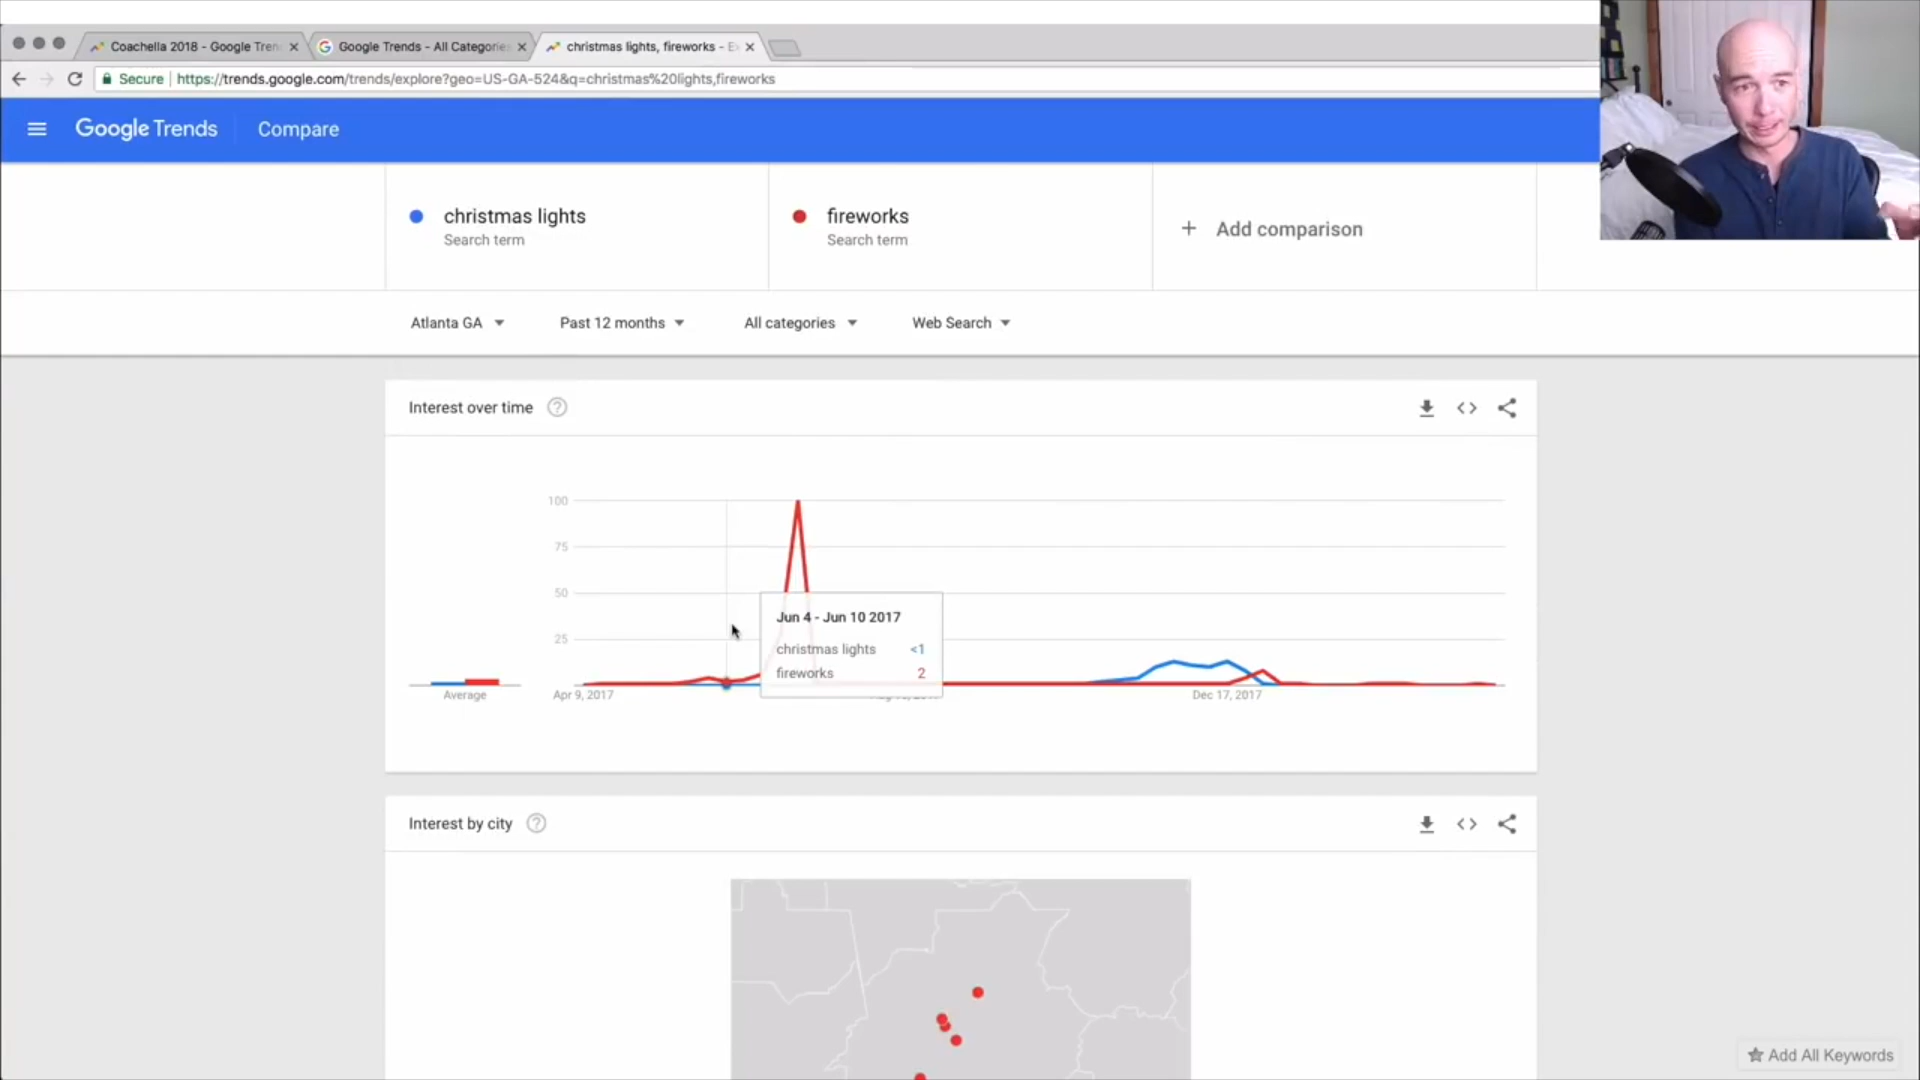 Coachella 2018 - Google Tren
Google Trends - All Categorie
christmas lights, fireworks - E
Secure
https://trends.google.com/trends/explore?geo=US-GA-524&q=christmas%20lights,fireworks
Google Trends
Compare
christmas lights
Search term
fireworks
Search term
+ Add comparison
Atlanta GA
Past 12 months
All categories
Web Search
Interest over time
100
75
50
25
Average
Apr 9, 2017
Dec 17, 2017
Jun 4 - Jun 10 2017
christmas lights <1
fireworks 2
Interest by city
Add All Keywords